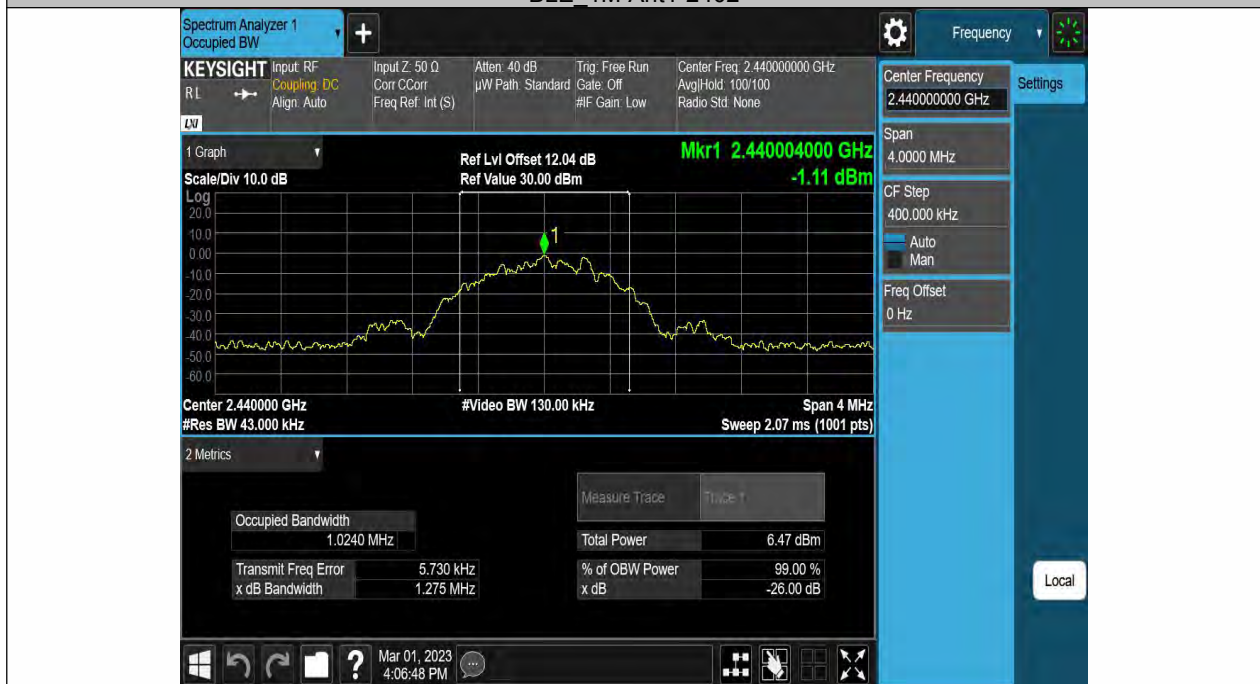 Spectrum Analyzer 1
Occupied BW
Frequency
KEYSIGHT
R L
LXI
Input: RF
Coupling: DC
Align: Auto
Input Z: 50 Ω
Corr CCorr
Freq Ref: Int (S)
Atten: 40 dB
µW Path: Standard
Trig: Free Run
Gate: Off
#IF Gain: Low
Center Freq: 2.440000000 GHz
Avg|Hold: 100/100
Radio Std: None
Center Frequency
2.440000000 GHz
Settings
Span
4.0000 MHz
CF Step
400.000 kHz
Auto
Man
Freq Offset
0 Hz
Local
1 Graph
Scale/Div 10.0 dB
Ref Lvl Offset 12.04 dB
Ref Value 30.00 dBm
Mkr1 2.440004000 GHz
-1.11 dBm
Log
20.0
10.0
0.00
-10.0
-20.0
-30.0
-40.0
-50.0
-60.0
1
Center 2.440000 GHz
#Res BW 43.000 kHz
#Video BW 130.00 kHz
Span 4 MHz
Sweep 2.07 ms (1001 pts)
2 Metrics
Measure Trace Trace 1
Occupied Bandwidth
1.0240 MHz
Total Power 6.47 dBm
Transmit Freq Error 5.730 kHz
% of OBW Power 99.00 %
x dB Bandwidth 1.275 MHz
x dB -26.00 dB
?
Mar 01, 2023
4:06:48 PM